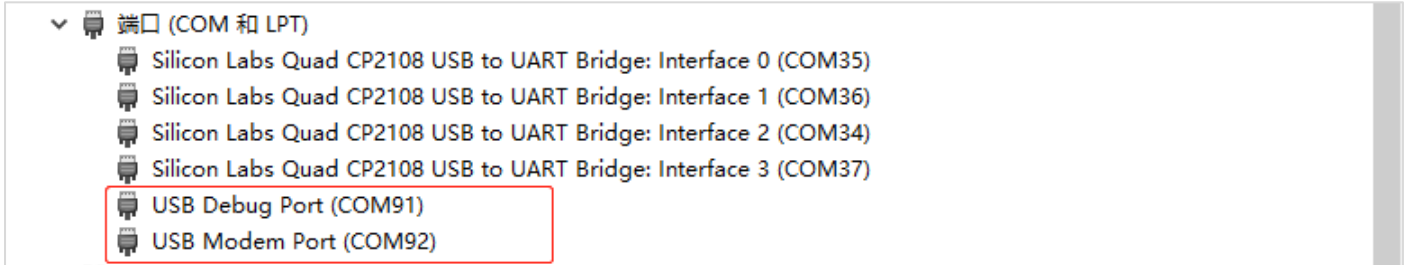 端口 (COM 和 LPT)
Silicon Labs Quad CP2108 USB to UART Bridge: Interface 0 (COM35)
Silicon Labs Quad CP2108 USB to UART Bridge: Interface 1 (COM36)
Silicon Labs Quad CP2108 USB to UART Bridge: Interface 2 (COM34)
Silicon Labs Quad CP2108 USB to UART Bridge: Interface 3 (COM37)
USB Debug Port (COM91)
USB Modem Port (COM92)